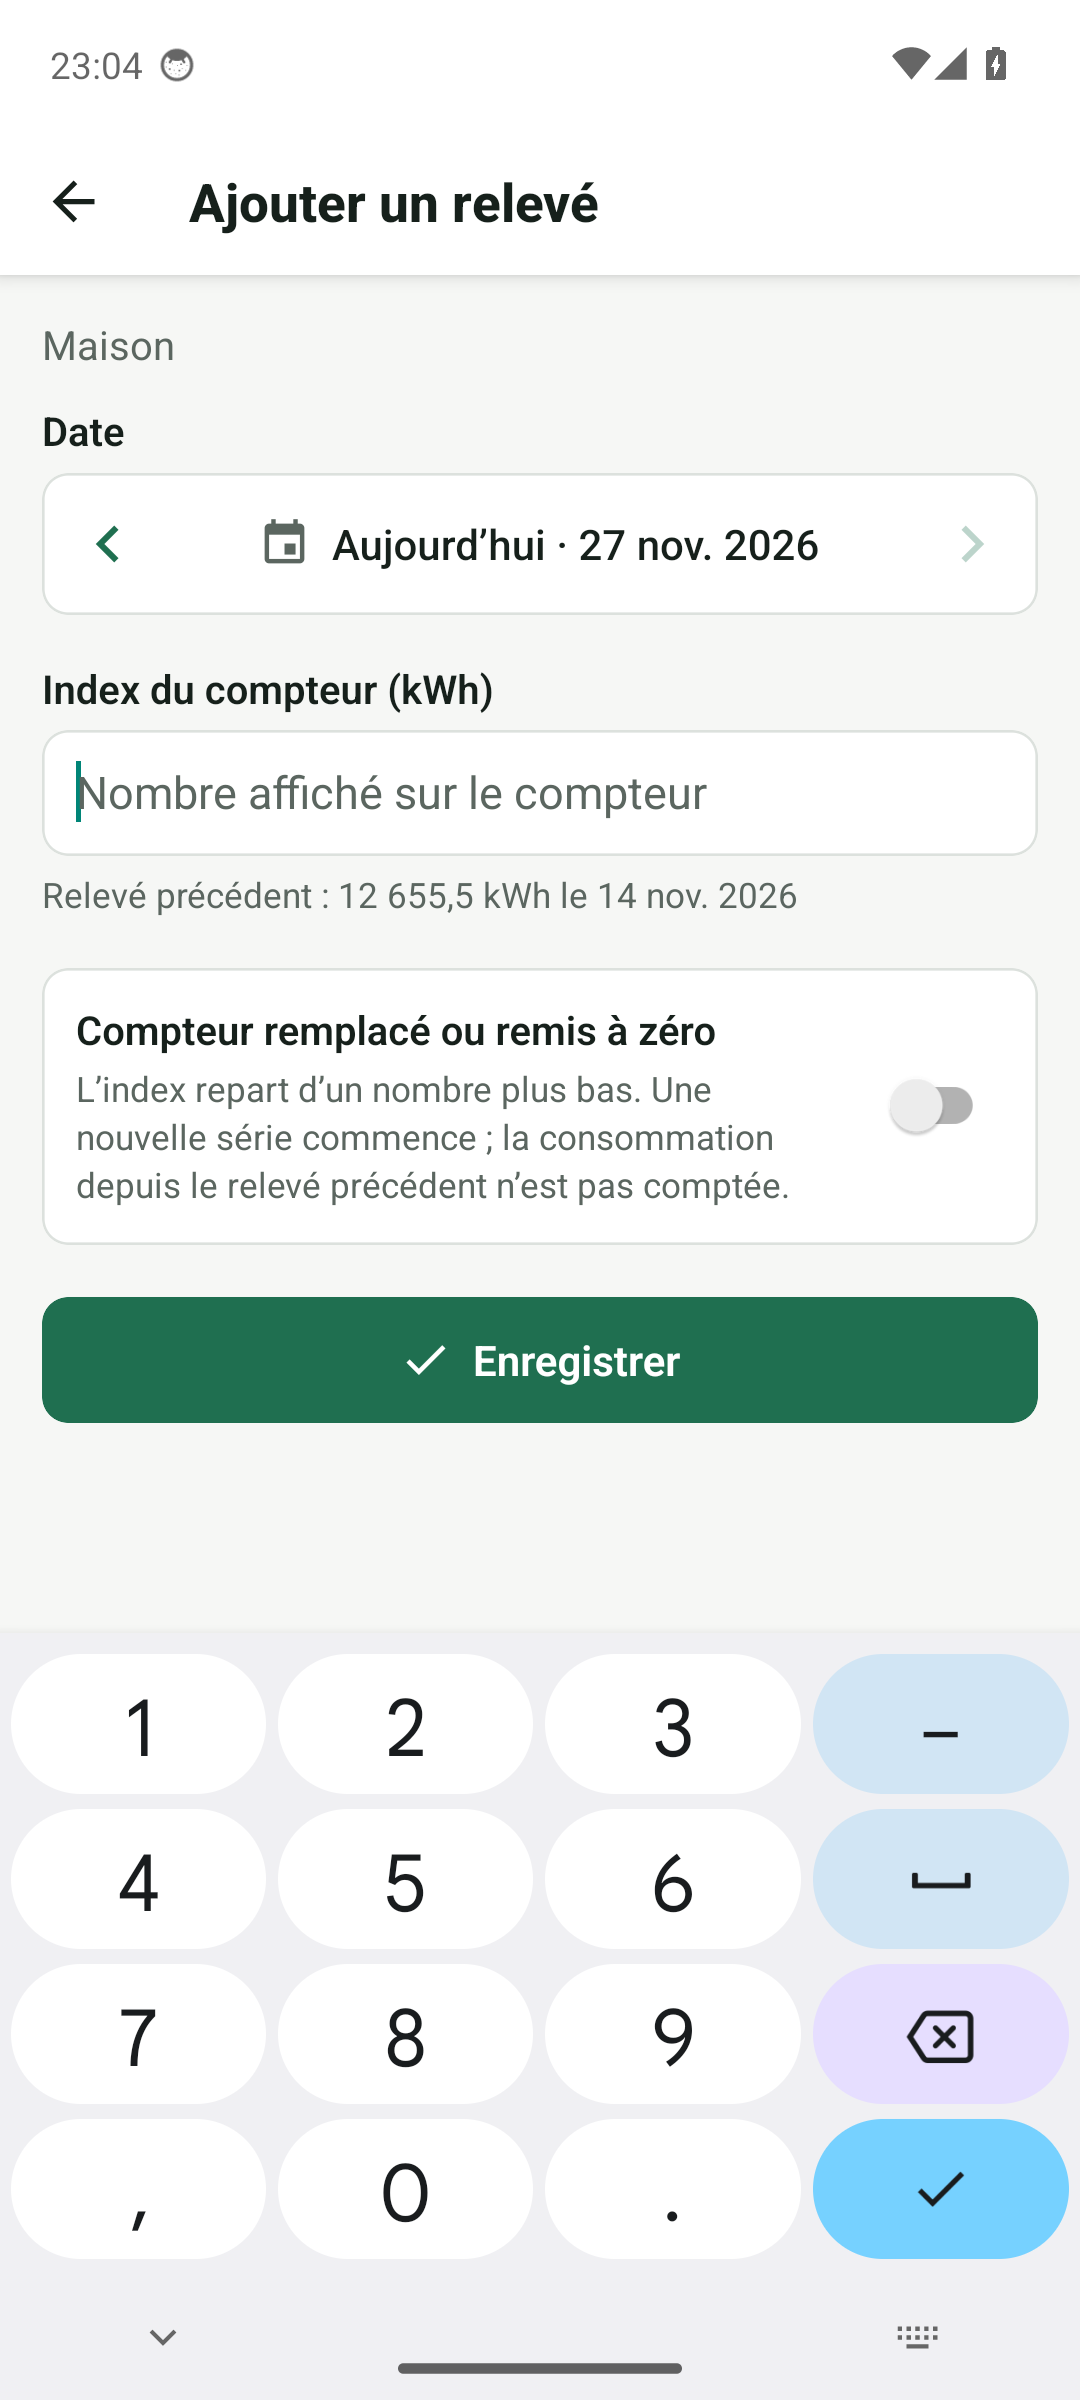 23:04
Ajouter un relevé
Maison
Date
Aujourd’hui · 27 nov. 2026
Index du compteur (kWh)
Nombre affiché sur le compteur
Relevé précédent : 12 655,5 kWh le 14 nov. 2026
Compteur remplacé ou remis à zéro
L’index repart d’un nombre plus bas. Une
nouvelle série commence ; la consommation
depuis le relevé précédent n’est pas comptée.
Enregistrer
1 2 3 –
4 5 6
7 8 9
, 0 .